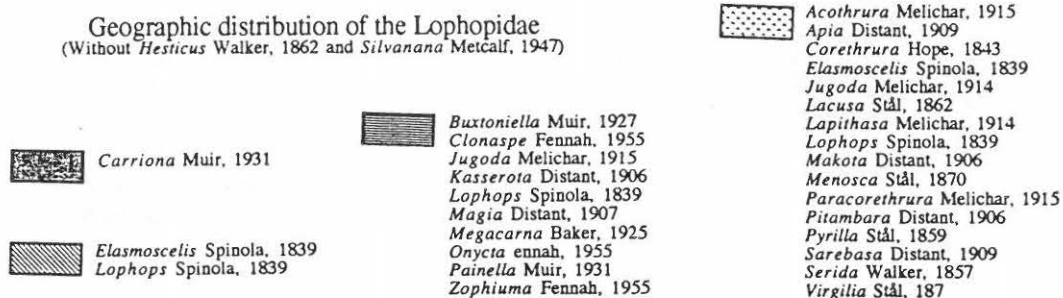 Geographic distribution of the Lophopidae
(Without Hesticus Walker, 1862 and Silvanana Metcalf, 1947)
Carriona Muir, 1931
Elasmoscelis Spinola, 1839
Lophops Spinola, 1839
Buxtoniella Muir, 1927
Clonaspe Fennah, 1955
Jugoda Melichar, 1915
Kasserota Distant, 1906
Lophops Spinola, 1839
Magia Distant, 1907
Megacarna Baker, 1925
Onycta ennah, 1955
Painella Muir, 1931
Zophiuma Fennah, 1955
Acothrura Melichar, 1915
Apia Distant, 1909
Corethrura Hope, 1843
Elasmoscelis Spinola, 1839
Jugoda Melichar, 1914
Lacusa Stål, 1862
Lapithasa Melichar, 1914
Lophops Spinola, 1839
Makota Distant, 1906
Menosca Stål, 1870
Paracorethrura Melichar, 1915
Pitambara Distant, 1906
Pyrilla Stål, 1859
Sarebasa Distant, 1909
Serida Walker, 1857
Virgilia Stål, 187